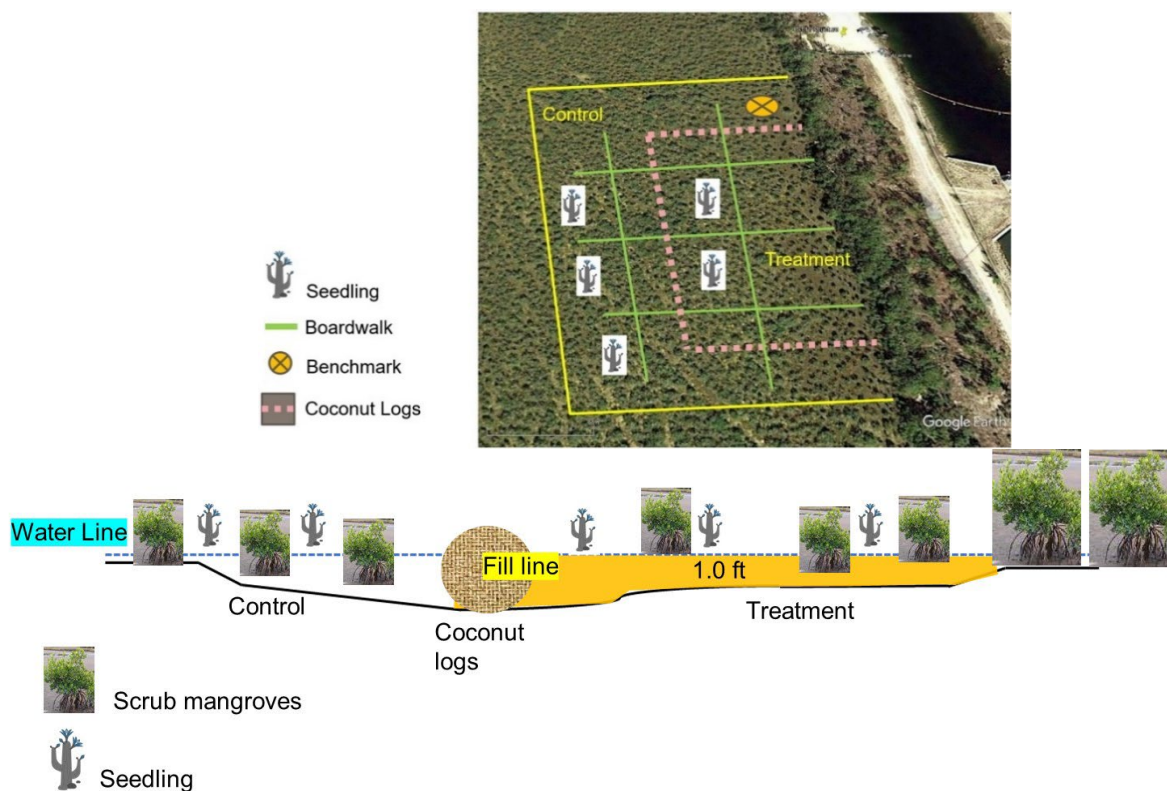 Control
Treatment
Google Earth
Seedling
Boardwalk
Benchmark
Coconut Logs
Water Line
Fill line
1.0 ft
Control
Coconut
logs
Treatment
Scrub mangroves
Seedling